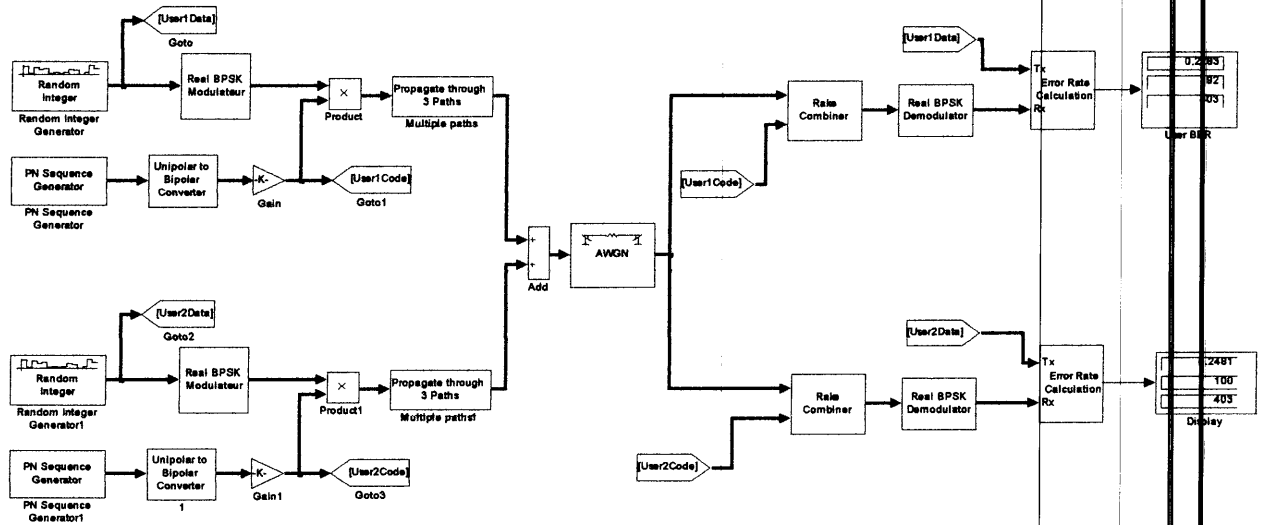 [User1Data]
Goto
Random
Integer
Random Integer
Generator
Real BPSK
Modulateur
×
Product
Propagate through
3 Paths
Multiple paths
PN Sequence
Generator
PN Sequence
Generator
Unipolar to
Bipolar
Converter
-K-
Gain
[User1Code]
Goto1
+
+
Add
AWGN
[User1Data]
Rake
Combiner
Real BPSK
Demodulator
[User1Code]
Tx
Rx
Error Rate
Calculation
92
User BER
[User2Data]
Goto2
Random
Integer
Random Integer
Generator1
Real BPSK
Modulateur
×
Product1
Propagate through
3 Paths
Multiple paths1
PN Sequence
Generator
PN Sequence
Generator1
Unipolar to
Bipolar
Converter
1
-K-
Gain1
[User2Code]
Goto3
[User2Data]
Rake
Combiner
Real BPSK
Demodulator
[User2Code]
Tx
Rx
Error Rate
Calculation
.2481
100
403
Display